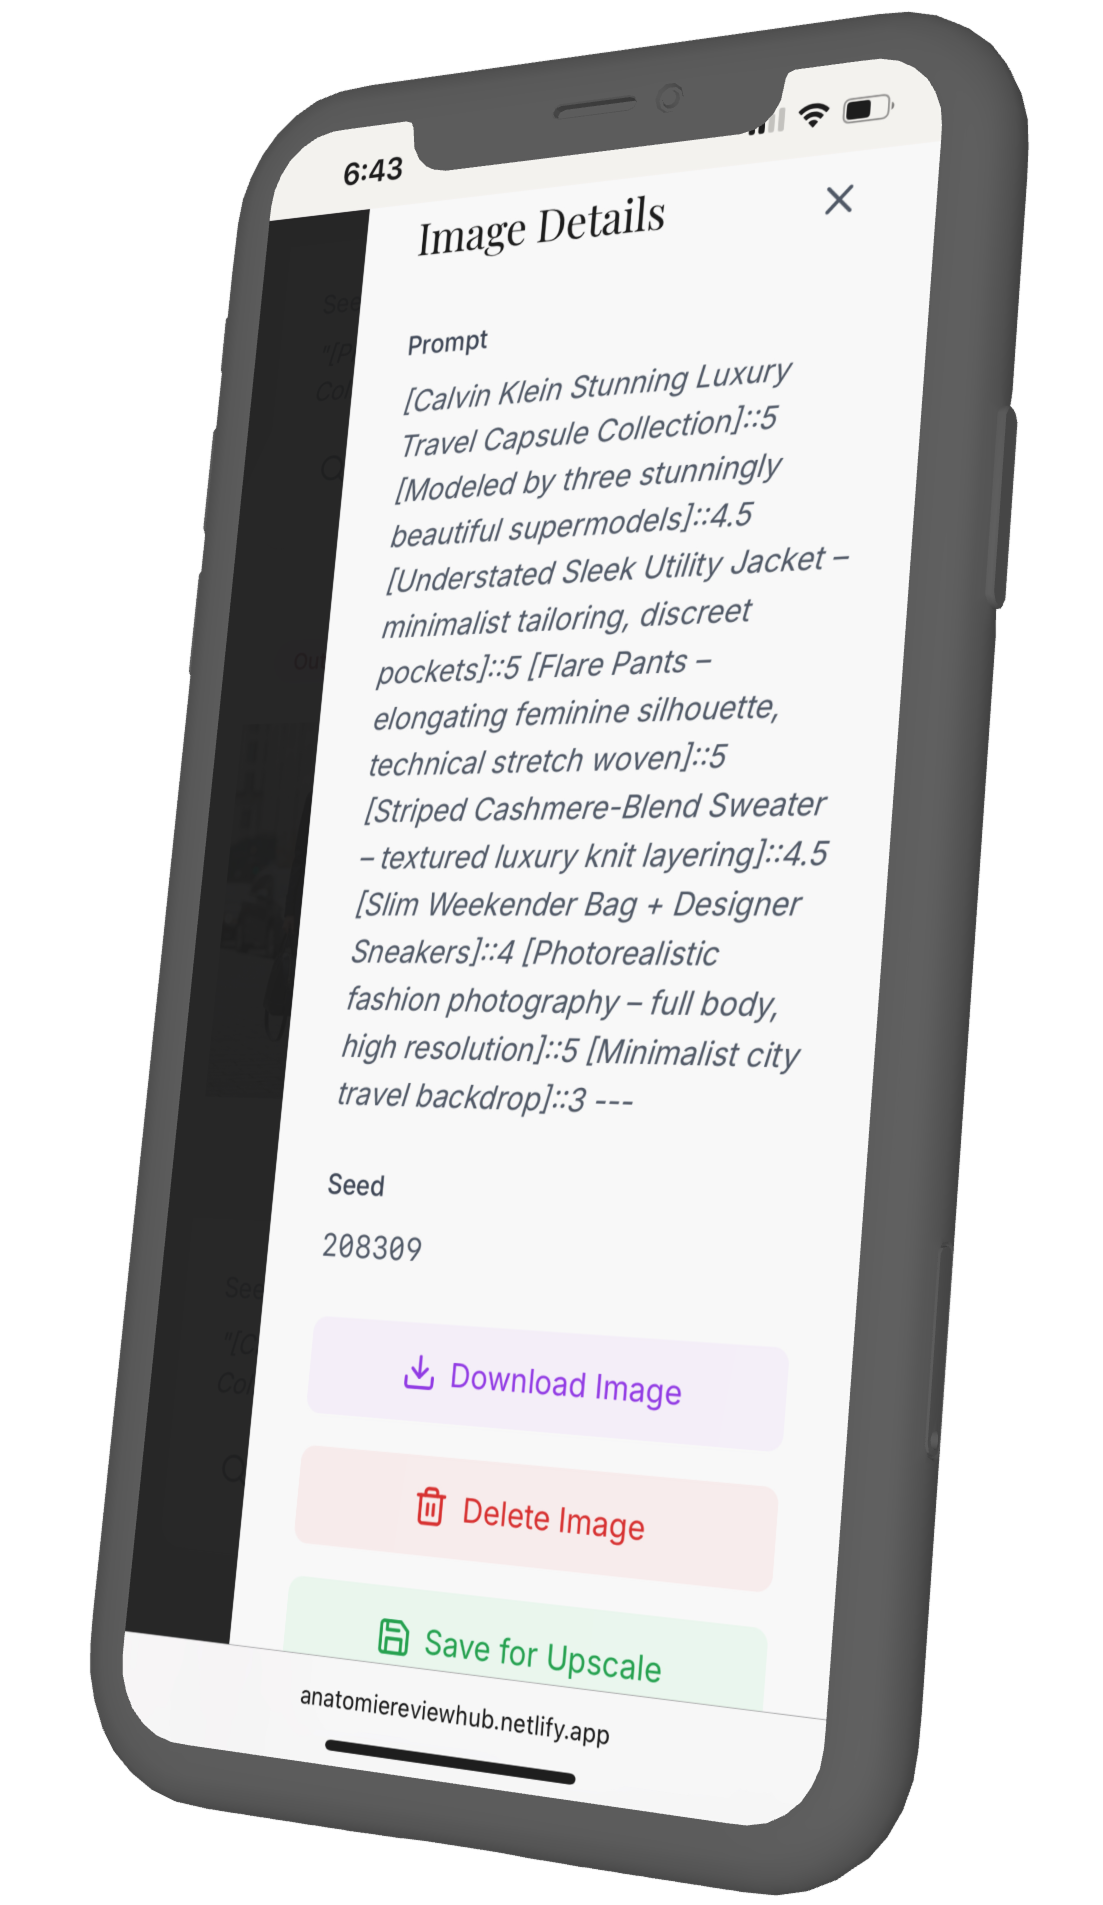 6:43
Image Details
Prompt
[Calvin Klein Stunning Luxury
Travel Capsule Collection]::5
[Modeled by three stunningly
beautiful supermodels]::4.5
[Understated Sleek Utility Jacket –
minimalist tailoring, discreet
pockets]::5 [Flare Pants –
elongating feminine silhouette,
technical stretch woven]::5
[Striped Cashmere-Blend Sweater
– textured luxury knit layering]::4.5
[Slim Weekender Bag + Designer
Sneakers]::4 [Photorealistic
fashion photography – full body,
high resolution]::5 [Minimalist city
travel backdrop]::3 ---
Seed
208309
Download Image
Delete Image
Save for Upscale
anatomiereviewhub.netlify.app